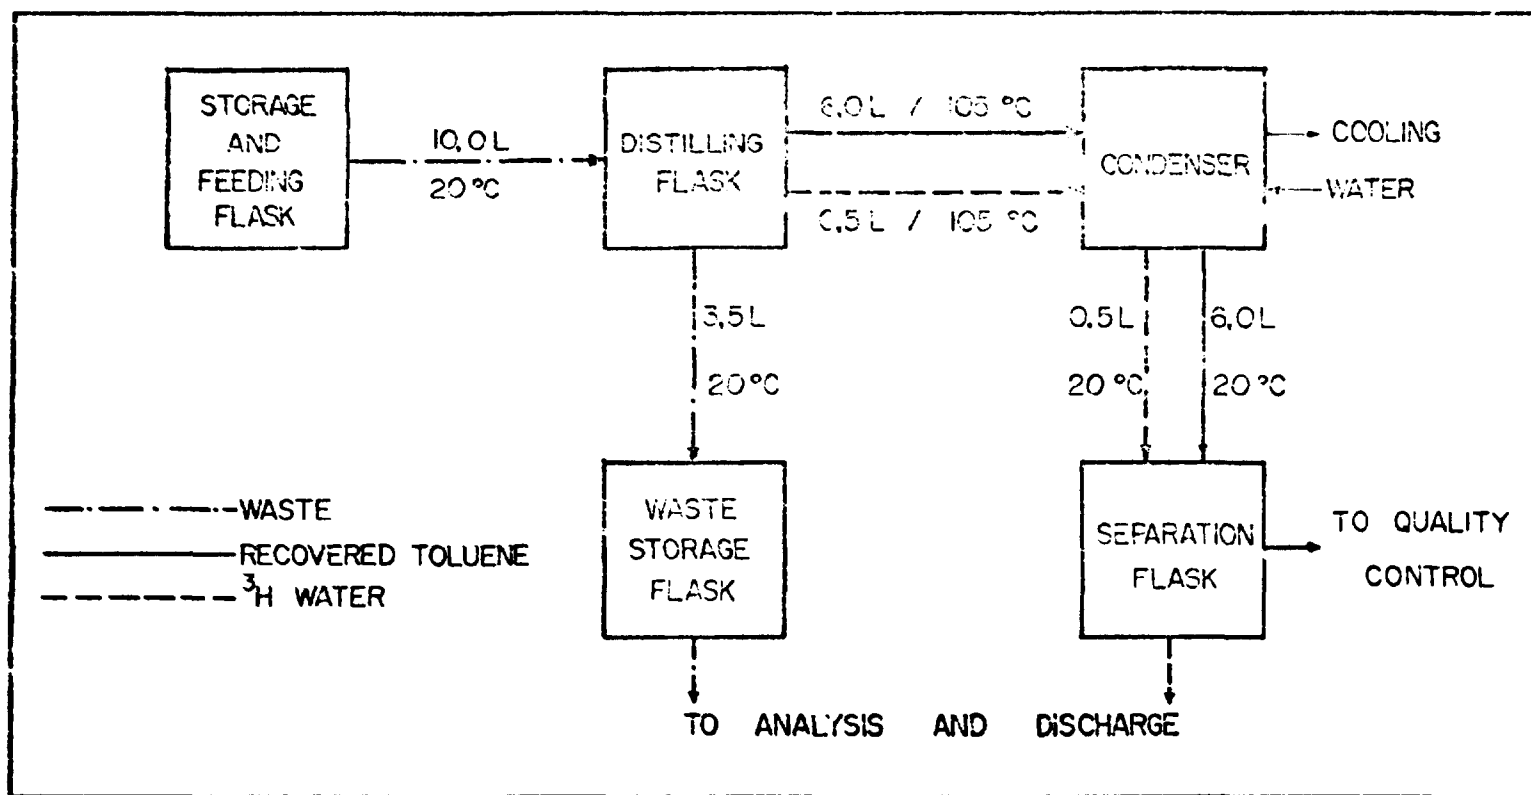 STORAGE
AND
FEEDING
FLASK
10,0 L
20 °C
DISTILLING
FLASK
6,0 L / 105 °C
0,5 L / 105 °C
CONDENSER
COOLING
WATER
3,5 L
20 °C
0,5 L
20 °C
6,0 L
20 °C
WASTE
STORAGE
FLASK
SEPARATION
FLASK
TO QUALITY
CONTROL
WASTE
RECOVERED TOLUENE
³H WATER
TO ANALYSIS AND DISCHARGE